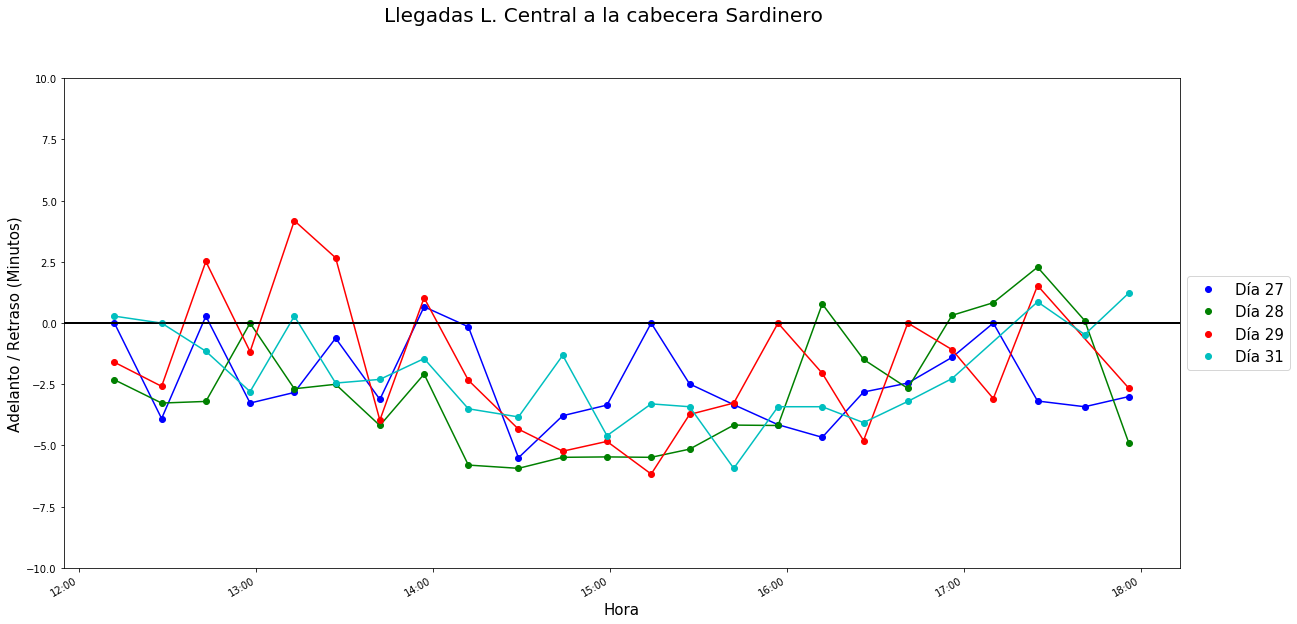 Llegadas L. Central a la cabecera Sardinero
Adelanto / Retraso (Minutos)
10.0
7.5
5.0
2.5
0.0
−2.5
−5.0
−7.5
−10.0
12:00
13:00
14:00
15:00
16:00
17:00
18:00
Hora
Día 27
Día 28
Día 29
Día 31